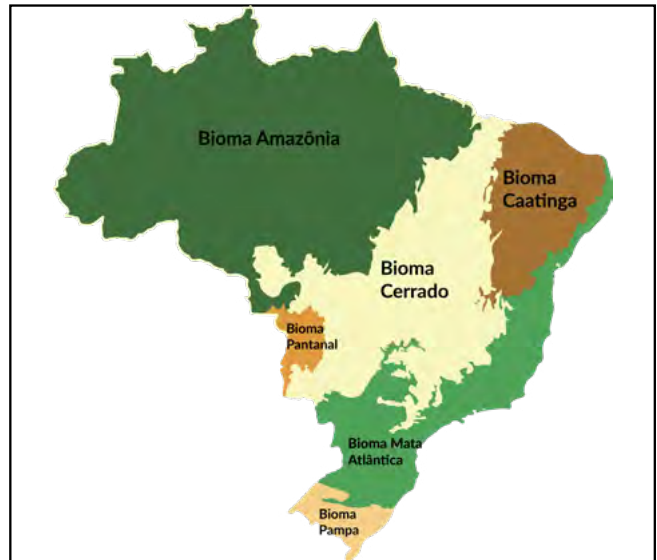 Bioma Amazônia
Bioma
Caatinga
Bioma
Cerrado
Bioma
Pantanal
Bioma Mata
Atlântica
Bioma
Pampa